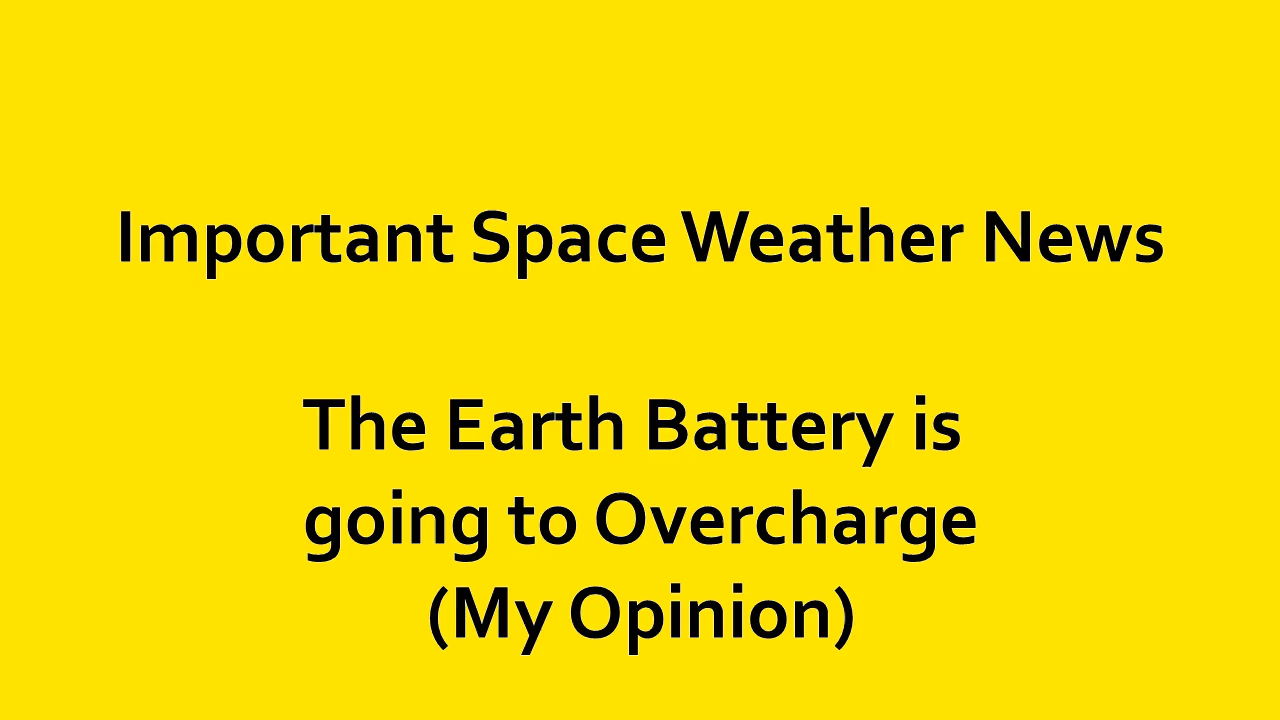 Important Space Weather News
The Earth Battery is
going to Overcharge
(My Opinion)